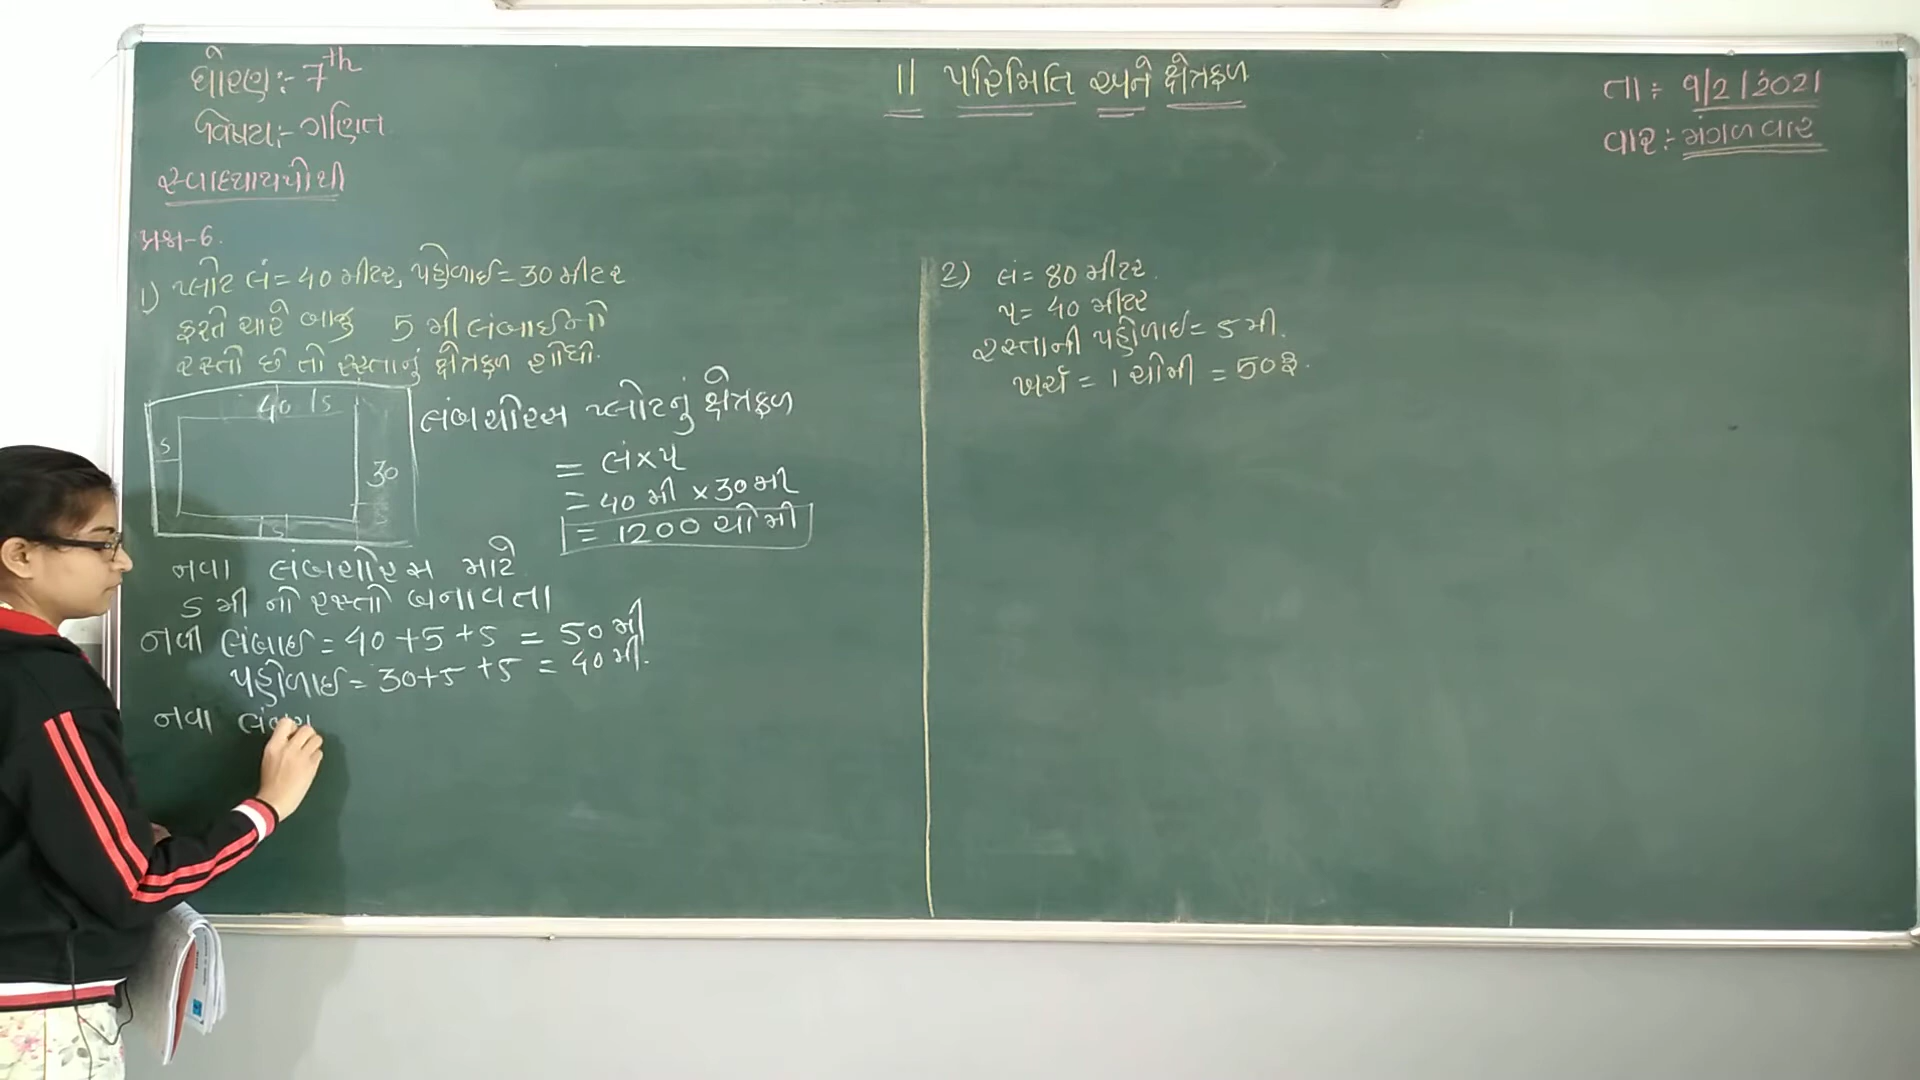 ધોરણ:- 7th
વિષય:- ગણિત
સ્વાધ્યાયપોથી
11 પરિમિતિ અને ક્ષેત્રફળ
તા:- 9/2/2021
વાર:- મંગળવાર
પ્રશ્ન-6.
1) પ્લોટ લં = 40 મીટર, પહોળાઈ = 30 મીટર
ફરતે ચારે બાજુ 5 મી લંબાઈનો
રસ્તો છે તો રસ્તાનું ક્ષેત્રફળ શોધો.
40 5
5
30
5
લંબચોરસ પ્લોટનું ક્ષેત્રફળ
= લં x પ
= 40 મી x 30 મી
= 1200 ચો મી
નવા લંબચોરસ માટે
5 મી નો રસ્તો બનાવતા
નવી લંબાઈ = 40 + 5 + 5 = 50 મી
પહોળાઈ = 30 + 5 + 5 = 40 મી.
નવા
2) લં = 80 મીટર.
પ = 40 મીટર
રસ્તાની પહોળાઈ = 5 મી.
ખર્ચ = 1 ચોમી = 50 રૂ.